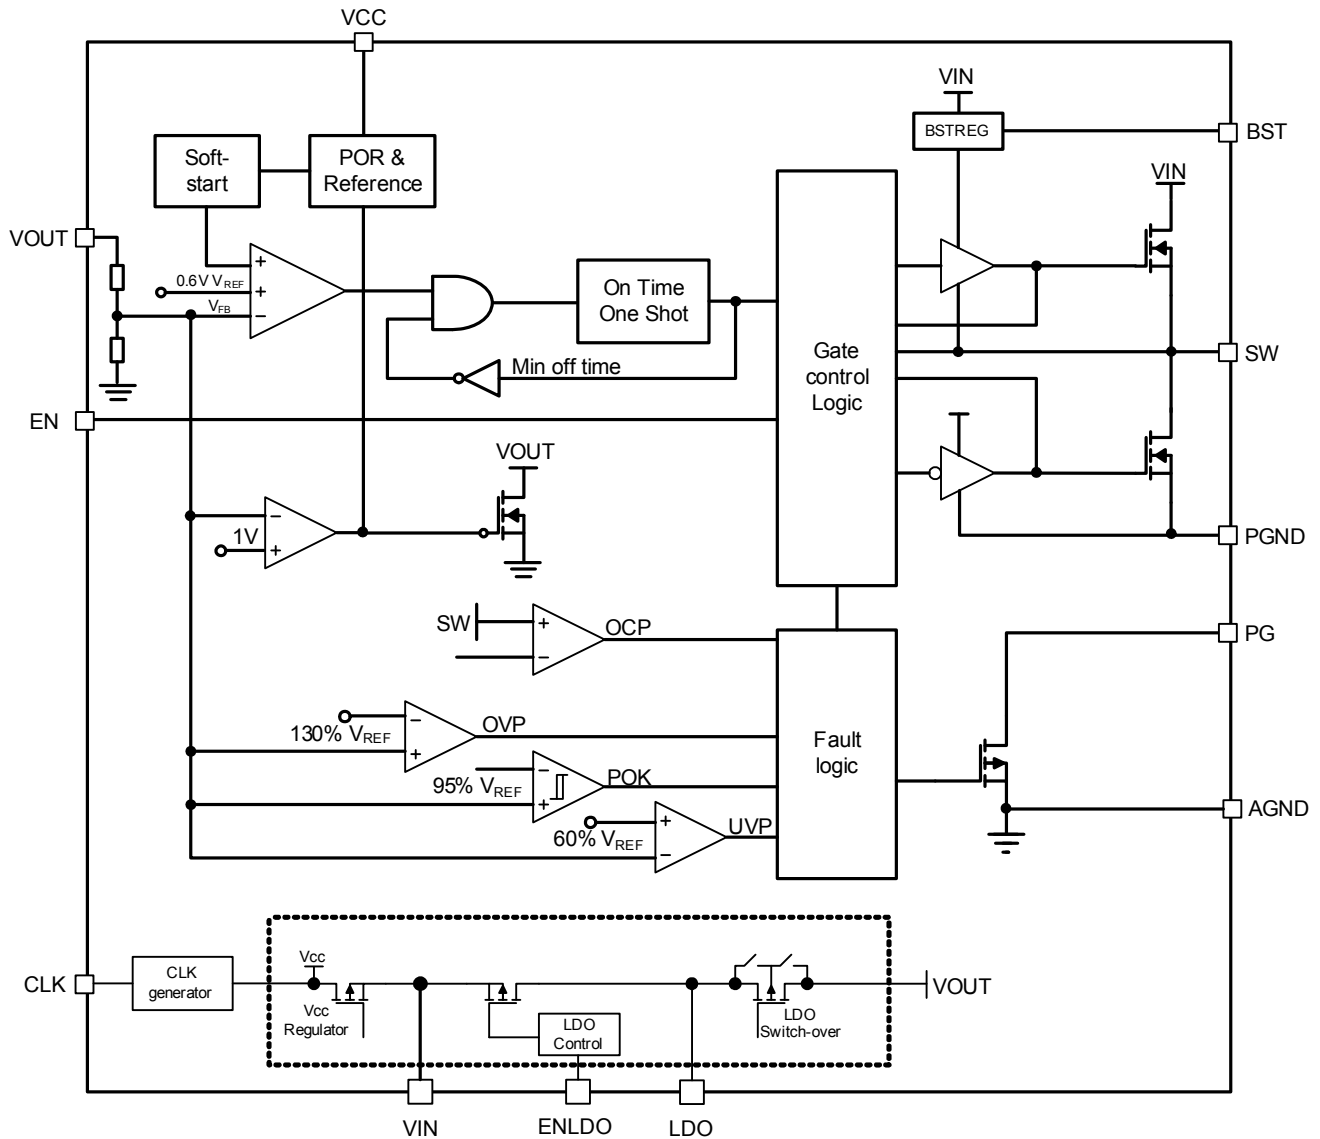 VCC
VIN
BSTREG
BST
Soft-
start
POR &
Reference
VIN
VOUT
+
0.6V VREF
+
VFB
−
On Time
One Shot
Min off time
Gate
control
Logic
SW
EN
VOUT
−
1V
+
PGND
SW
+
−
OCP
PG
130% VREF
−
+
OVP
Fault
logic
95% VREF
−
+
POK
60% VREF
+
−
UVP
AGND
CLK
CLK
generator
Vcc
Vcc
Regulator
LDO
Control
LDO
Switch-over
VOUT
VIN
ENLDO
LDO